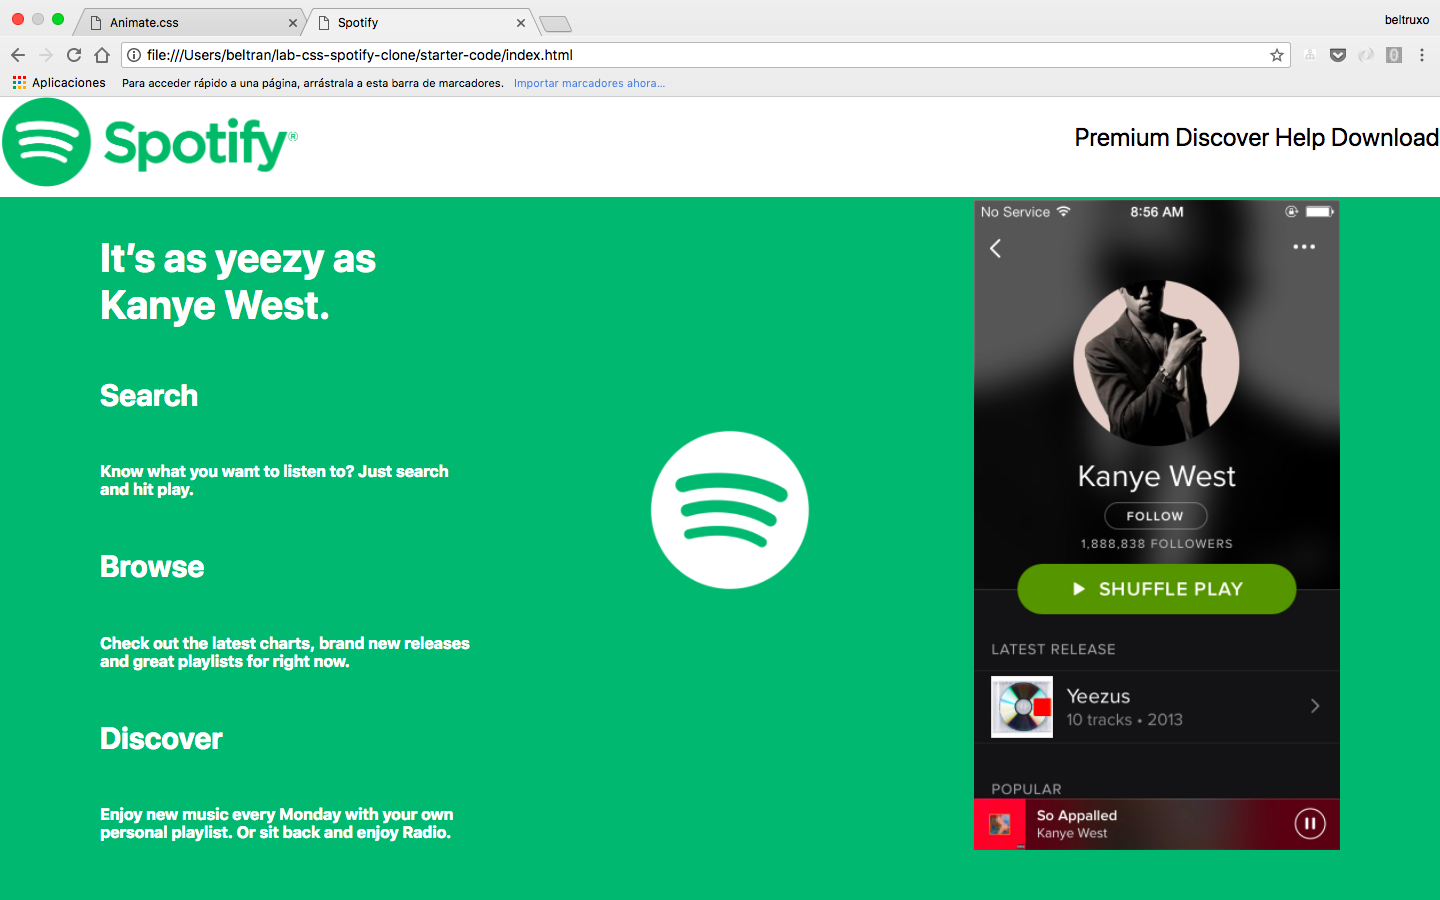 Animate.css
Spotify
beltruxo
file:///Users/beltran/lab-css-spotify-clone/starter-code/index.html
Aplicaciones
Para acceder rápido a una página, arrástrala a esta barra de marcadores.
Importar marcadores ahora...
Spotify®
Premium Discover Help Download
It's as yeezy as
Kanye West.
Search
Know what you want to listen to? Just search
and hit play.
Browse
Check out the latest charts, brand new releases
and great playlists for right now.
Discover
Enjoy new music every Monday with your own
personal playlist. Or sit back and enjoy Radio.
No Service
8:56 AM
Kanye West
FOLLOW
1,888,838 FOLLOWERS
SHUFFLE PLAY
LATEST RELEASE
Yeezus
10 tracks • 2013
POPULAR
So Appalled
Kanye West